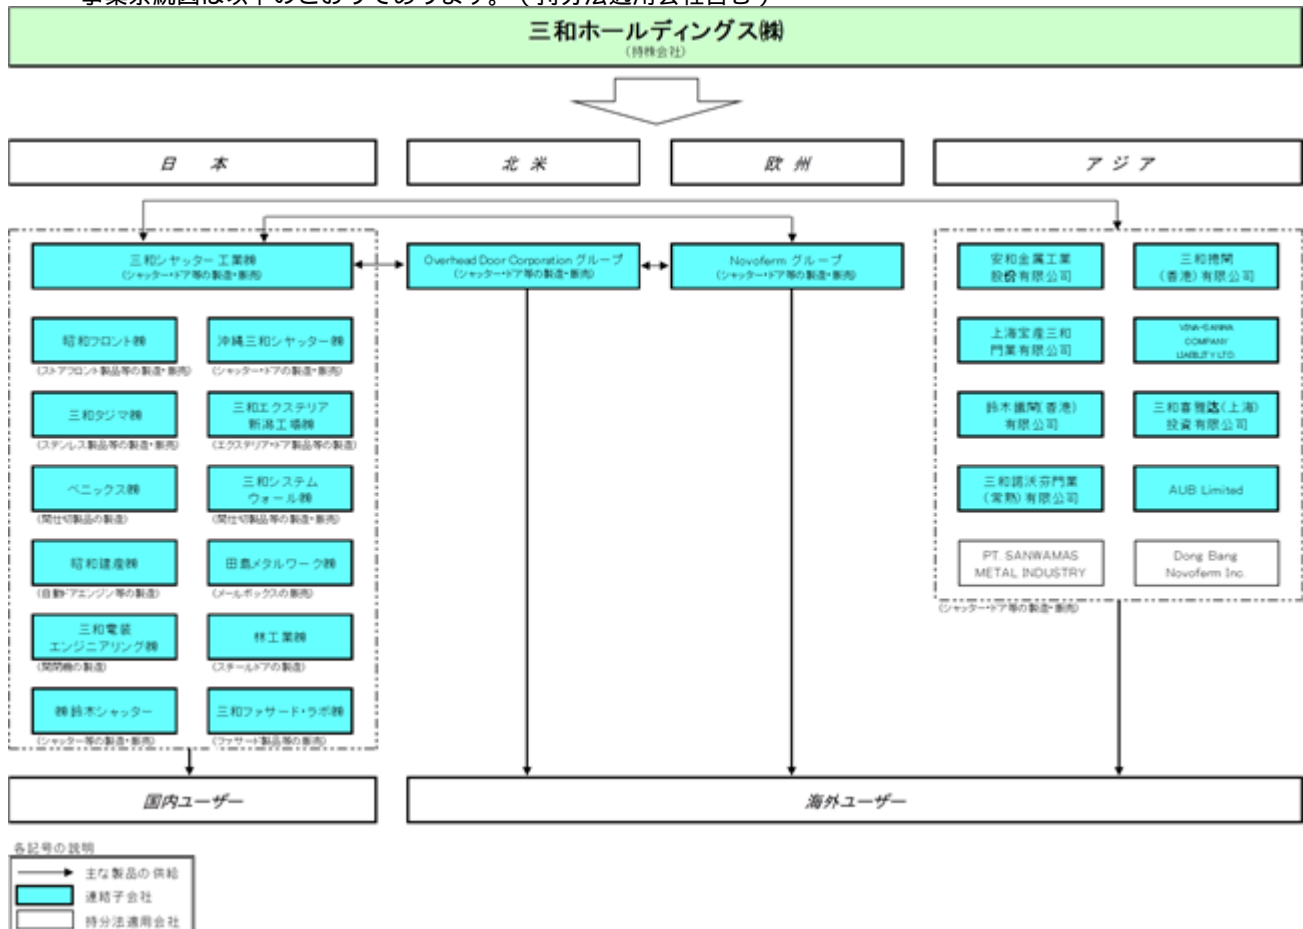 事業系統図は以下のとおりであります。(持分法適用会社含む)
三和ホールディングス㈱
(持株会社)
日 本
北 米
欧 州
ア ジ ア
三和シヤッター工業㈱
(シャッター・ドア等の製造・販売)
Overhead Door Corporation グループ
(シャッター・ドア等の製造・販売)
Novoferm グループ
(シャッター・ドア等の製造・販売)
安和金属工業
股份有限公司
三和捲閘
(香港)有限公司
昭和フロント㈱
(ストアフロント製品等の製造・販売)
沖縄三和シヤッター㈱
(シャッター・ドアの製造・販売)
上海宝産三和
門業有限公司
VINA-SANWA
COMPANY
LIABILITY LTD.
三和タジマ㈱
(ステンレス製品等の製造・販売)
三和エクステリア
新潟工場㈱
(エクステリア・ドア製品等の製造)
鈴木鐵閘(香港)
有限公司
三和喜雅达(上海)
投資有限公司
ベニックス㈱
(間仕切製品の製造)
三和システム
ウォール㈱
(間仕切製品等の製造・販売)
三和諾沃芬門業
(常熟)有限公司
AUB Limited
昭和建産㈱
(自動ドアエンジン等の製造)
田島メタルワーク㈱
(メールボックスの販売)
PT. SANWAMAS
METAL INDUSTRY
Dong Bang
Novoferm Inc.
(シャッター・ドア等の製造・販売)
三和電装
エンジニアリング㈱
(開閉機の製造)
林工業㈱
(スチールドアの製造)
㈱鈴木シャッター
(シャッター等の製造・販売)
三和ファサード・ラボ㈱
(ファサード製品等の販売)
国内ユーザー
海外ユーザー
各記号の説明
主な製品の供給
連結子会社
持分法適用会社